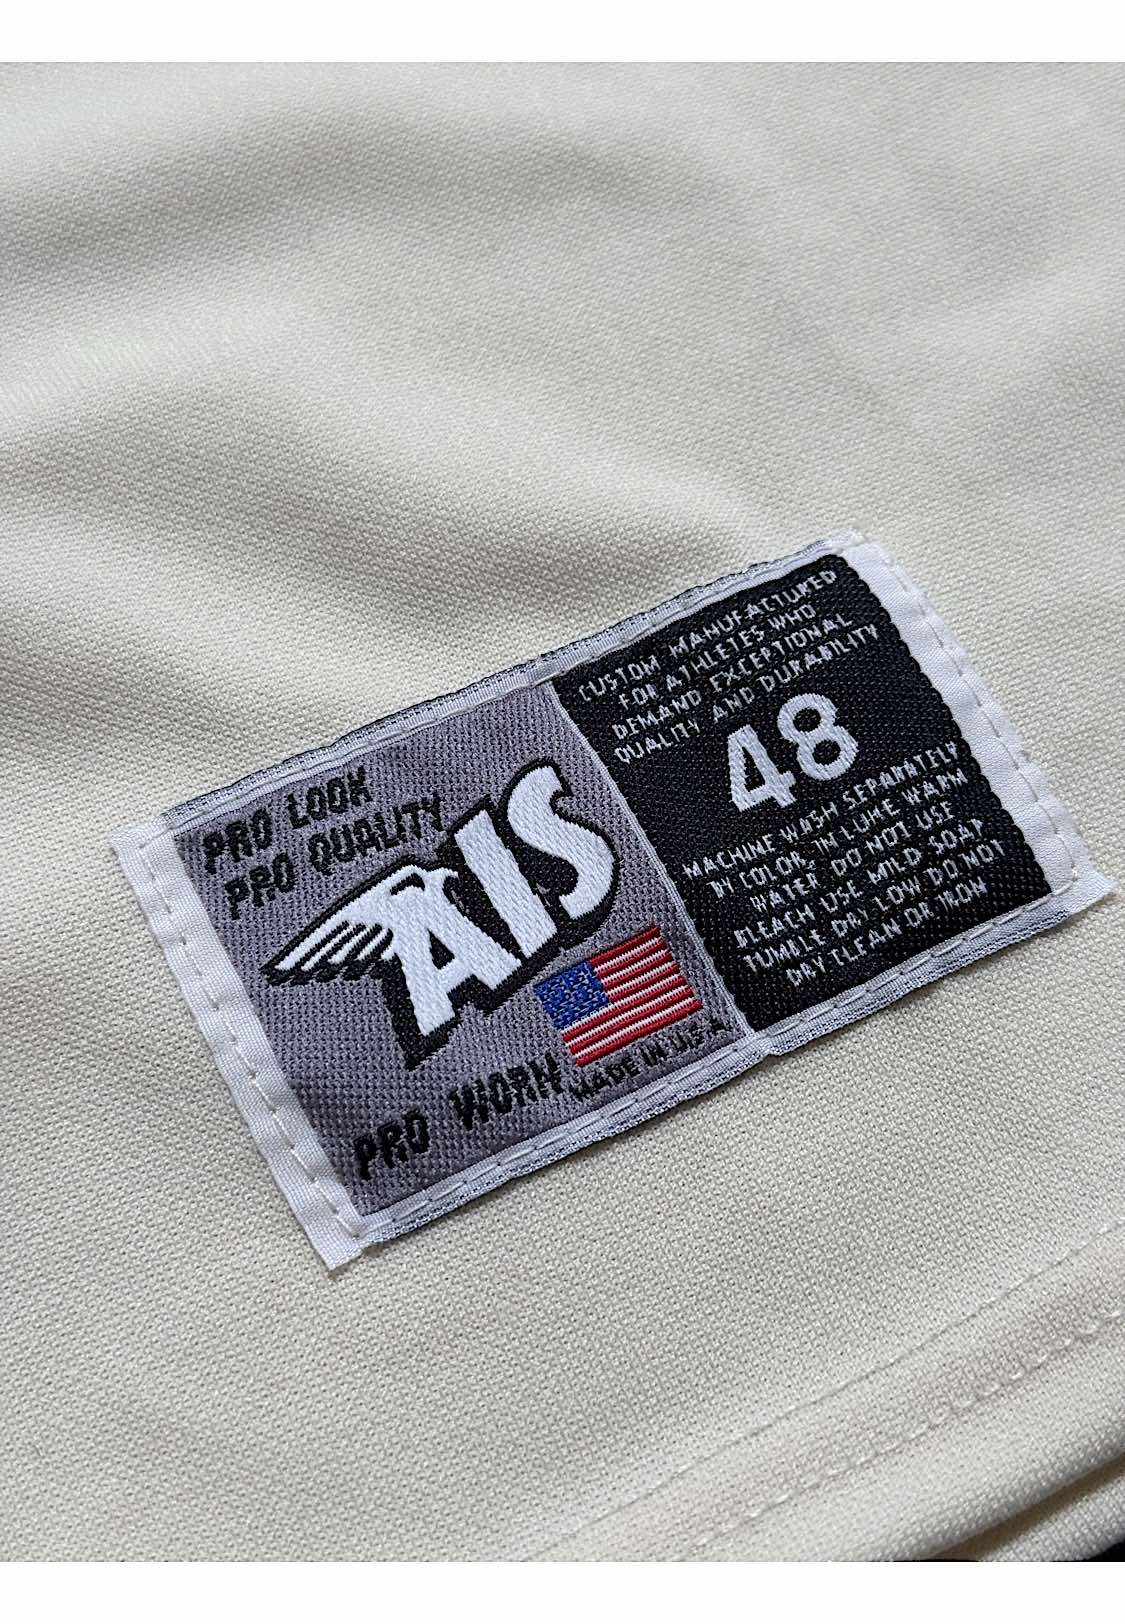 PRO LOOK
PRO QUALITY
AIS
PRO WORN
MADE IN U.S.A
CUSTOM MANUFACTURED
FOR ATHLETES WHO
DEMAND EXCEPTIONAL
QUALITY AND DURABILITY
48
MACHINE WASH SEPARATELY
BY COLOR, IN LUKE WARM
WATER, DO NOT USE
BLEACH USE MILD SOAP
TUMBLE DRY LOW DO NOT
DRY CLEAN OR IRON